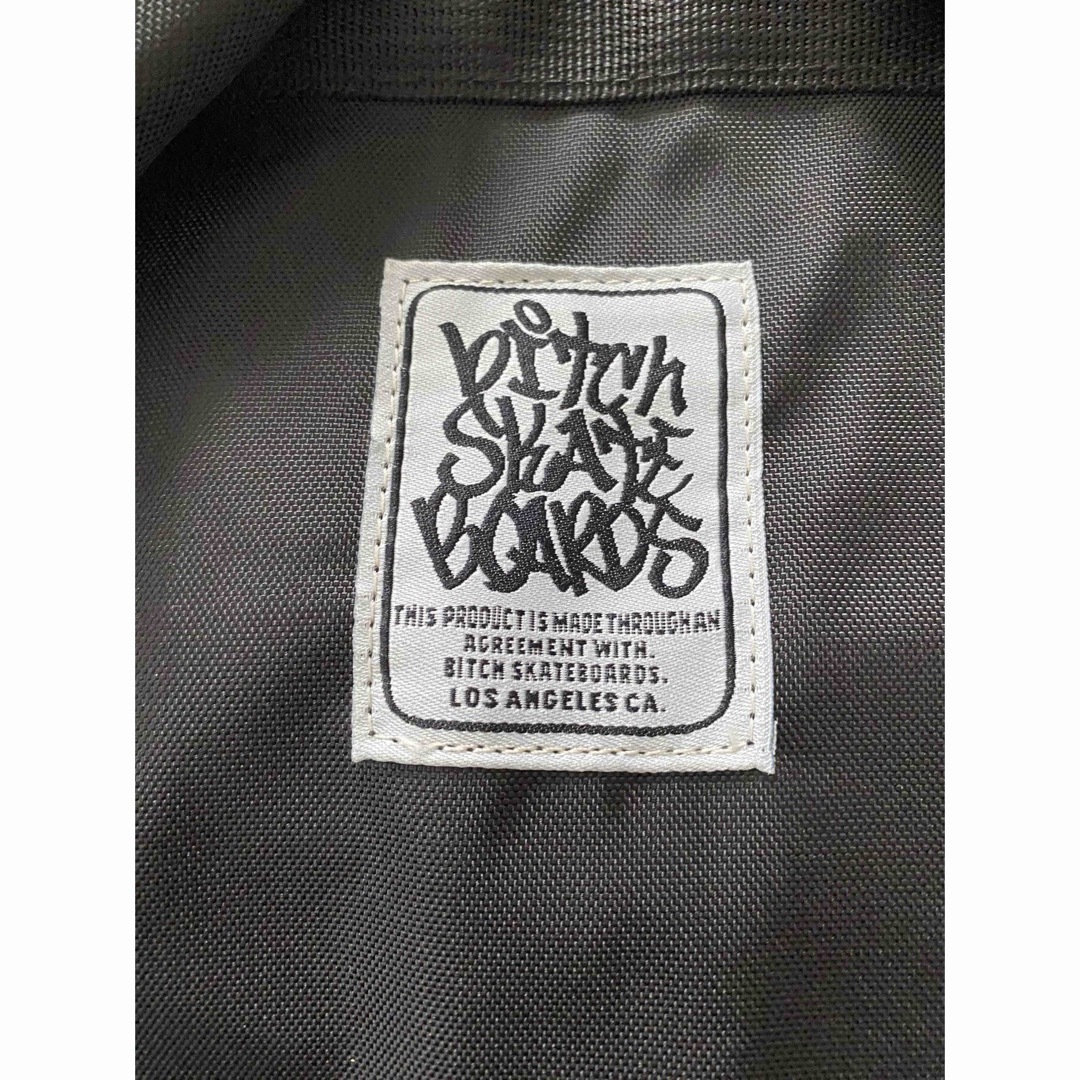 bitch
SKATE
BOARDS
THIS PRODUCT IS MADE THROUGH AN
AGREEMENT WITH.
BITCH SKATEBOARDS.
LOS ANGELES CA.